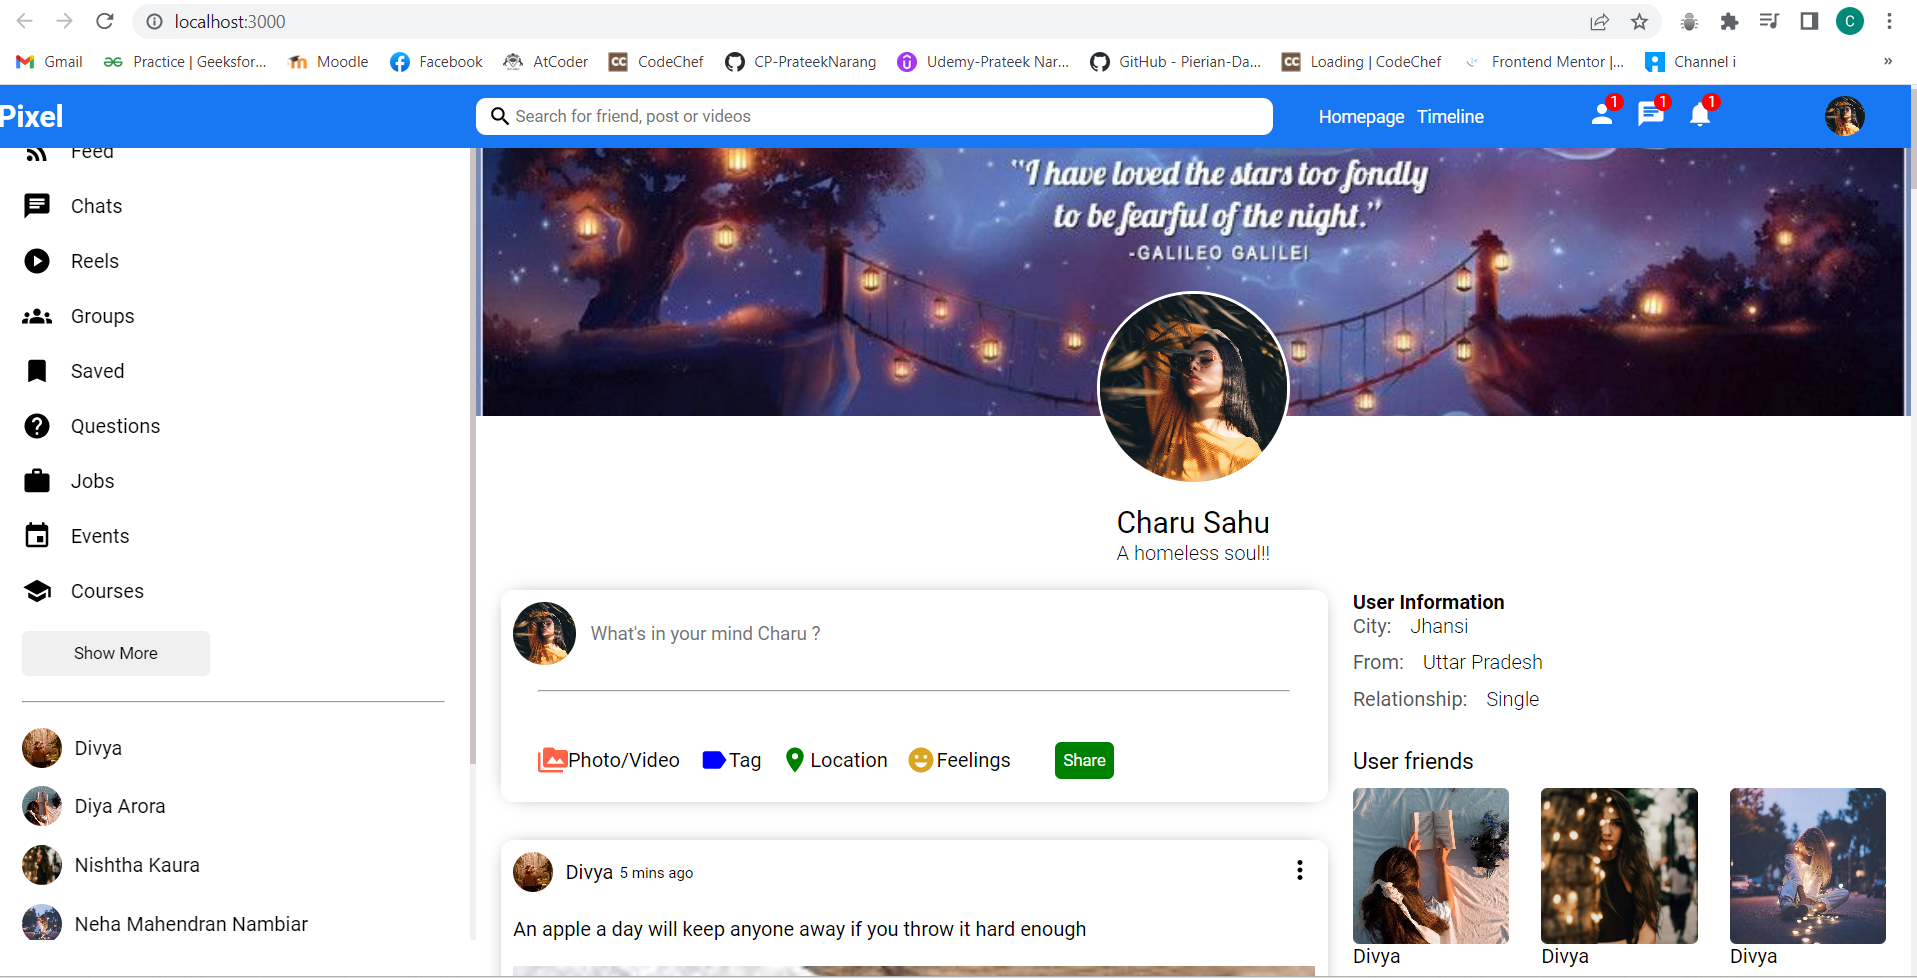 localhost:3000
C
Gmail
Practice | Geeksfor...
Moodle
Facebook
AtCoder
CC
CodeChef
CP-PrateekNarang
Udemy-Prateek Nar...
GitHub - Pierian-Da...
CC
Loading | CodeChef
Frontend Mentor |...
Channel i
»
Pixel
Search for friend, post or videos
Homepage Timeline
1
1
1
Feed
Chats
Reels
Groups
Saved
Questions
Jobs
Events
Courses
Show More
Divya
Diya Arora
Nishtha Kaura
Neha Mahendran Nambiar
“I have loved the stars too fondly
to be fearful of the night.”
-GALILEO GALILEI
Charu Sahu
A homeless soul!!
What's in your mind Charu ?
Photo/Video Tag Location Feelings Share
Divya 5 mins ago
An apple a day will keep anyone away if you throw it hard enough
User Information
City: Jhansi
From: Uttar Pradesh
Relationship: Single
User friends
Divya Divya Divya